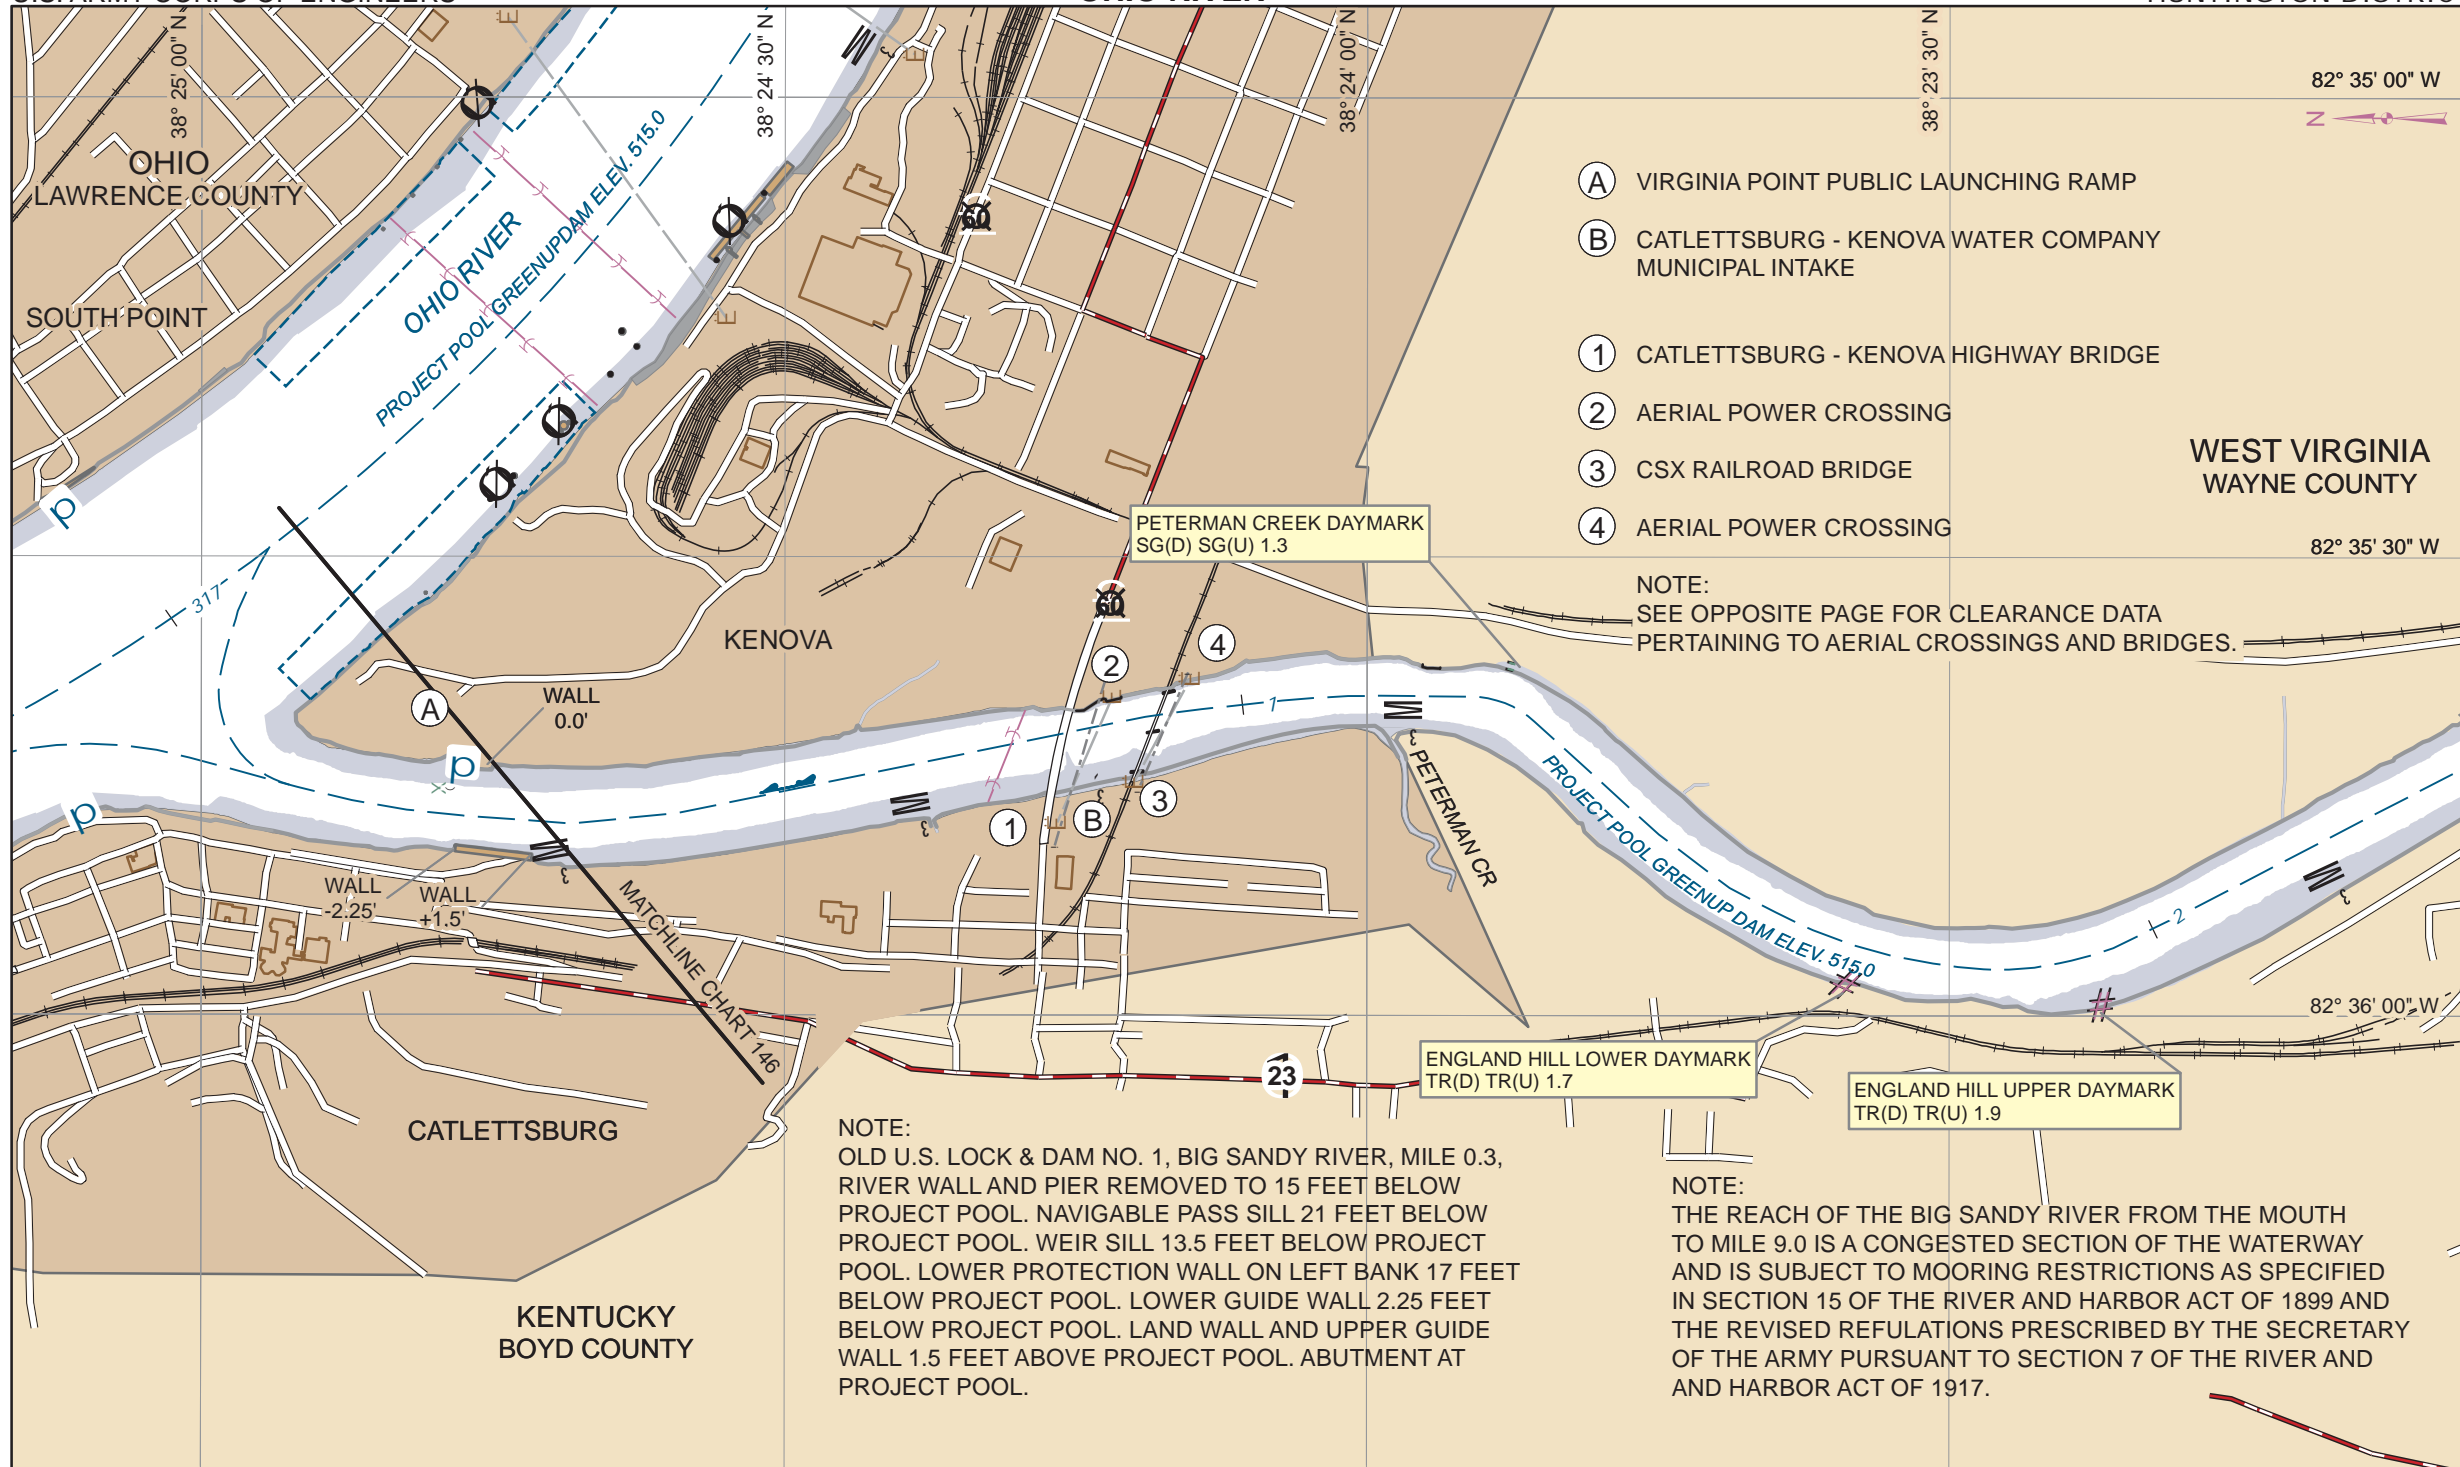 OHIO RIVER
38° 25' 00" N
38° 24' 30" N
38° 24' 00" N
38° 23' 30" N
82° 35' 00" W
N
OHIO
LAWRENCE COUNTY
SOUTH POINT
OHIO RIVER
PROJECT POOL GREENUP DAM ELEV. 515.0
60
A VIRGINIA POINT PUBLIC LAUNCHING RAMP
B CATLETTSBURG - KENOVA WATER COMPANY
MUNICIPAL INTAKE
1 CATLETTSBURG - KENOVA HIGHWAY BRIDGE
2 AERIAL POWER CROSSING
3 CSX RAILROAD BRIDGE
4 AERIAL POWER CROSSING
WEST VIRGINIA
WAYNE COUNTY
82° 35' 30" W
NOTE:
SEE OPPOSITE PAGE FOR CLEARANCE DATA
PERTAINING TO AERIAL CROSSINGS AND BRIDGES.
PETERMAN CREEK DAYMARK
SG(D) SG(U) 1.3
p
317
60
KENOVA
4
2
A
WALL
0.0'
1
p
p
1
B
3
PETERMAN CR
PROJECT POOL GREENUP DAM ELEV. 515.0
2
WALL
-2.25'
WALL
+1.5'
MATCHLINE CHART 146
82° 36' 00" W
23
ENGLAND HILL LOWER DAYMARK
TR(D) TR(U) 1.7
ENGLAND HILL UPPER DAYMARK
TR(D) TR(U) 1.9
CATLETTSBURG
NOTE:
OLD U.S. LOCK & DAM NO. 1, BIG SANDY RIVER, MILE 0.3,
RIVER WALL AND PIER REMOVED TO 15 FEET BELOW
PROJECT POOL. NAVIGABLE PASS SILL 21 FEET BELOW
PROJECT POOL. WEIR SILL 13.5 FEET BELOW PROJECT
POOL. LOWER PROTECTION WALL ON LEFT BANK 17 FEET
BELOW PROJECT POOL. LOWER GUIDE WALL 2.25 FEET
BELOW PROJECT POOL. LAND WALL AND UPPER GUIDE
WALL 1.5 FEET ABOVE PROJECT POOL. ABUTMENT AT
PROJECT POOL.
NOTE:
THE REACH OF THE BIG SANDY RIVER FROM THE MOUTH
TO MILE 9.0 IS A CONGESTED SECTION OF THE WATERWAY
AND IS SUBJECT TO MOORING RESTRICTIONS AS SPECIFIED
IN SECTION 15 OF THE RIVER AND HARBOR ACT OF 1899 AND
THE REVISED REFULATIONS PRESCRIBED BY THE SECRETARY
OF THE ARMY PURSUANT TO SECTION 7 OF THE RIVER AND
AND HARBOR ACT OF 1917.
KENTUCKY
BOYD COUNTY